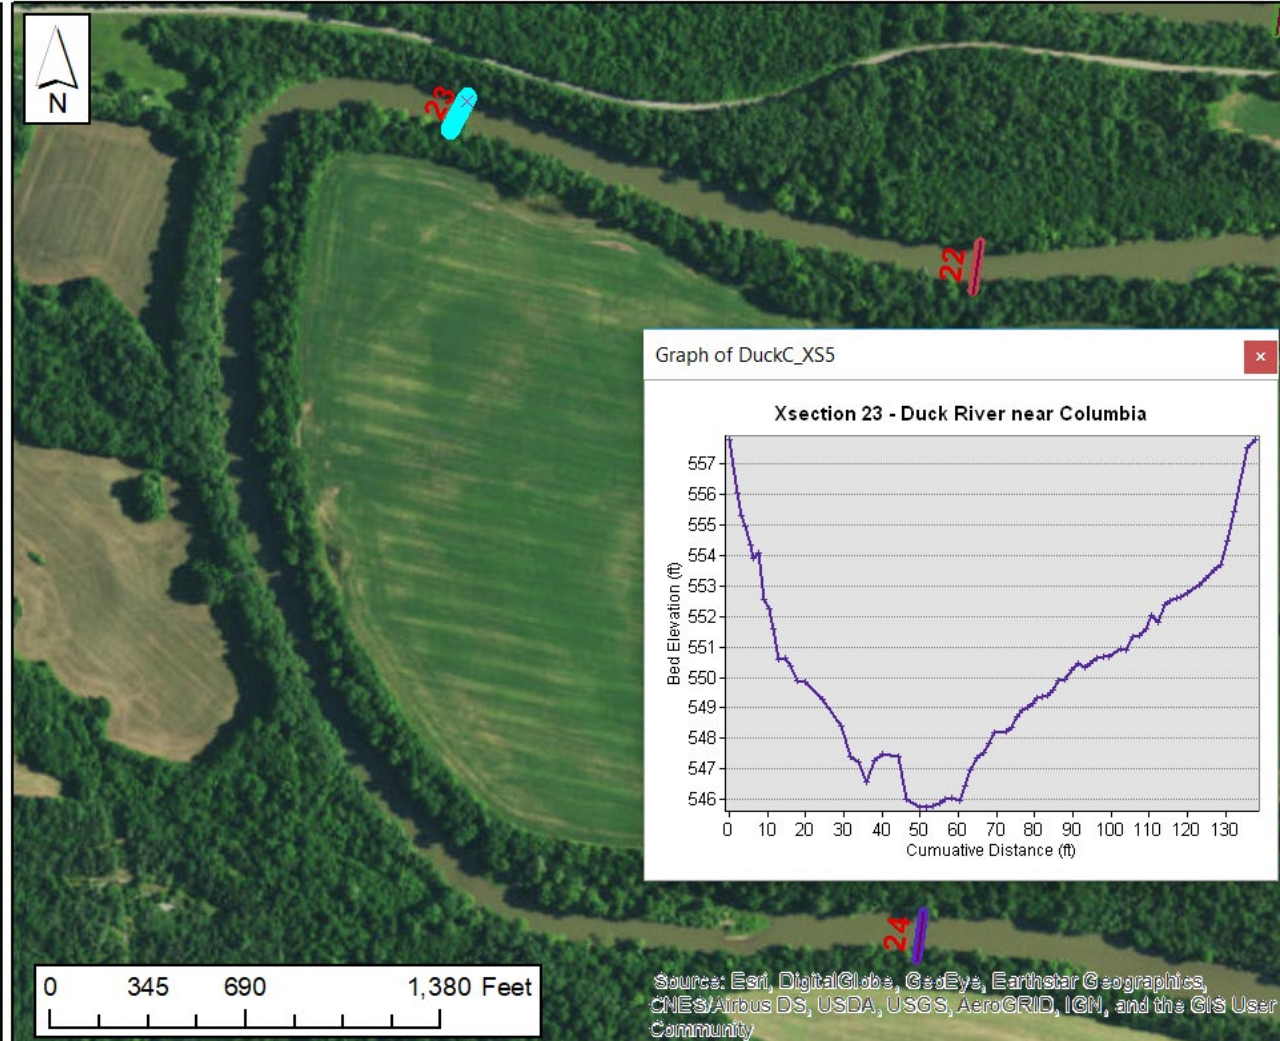 N
23
22
Graph of DuckC_XS5
×
Xsection 23 - Duck River near Columbia
Bed Elevation (ft)
557
556
555
554
553
552
551
550
549
548
547
546
0 10 20 30 40 50 60 70 80 90 100 110 120 130
Cumuative Distance (ft)
24
0 345 690 1,380 Feet
Source: Esri, DigitalGlobe, GeoEye, Earthstar Geographics,
CNES/Airbus DS, USDA, USGS, AeroGRID, IGN, and the GIS User
Community